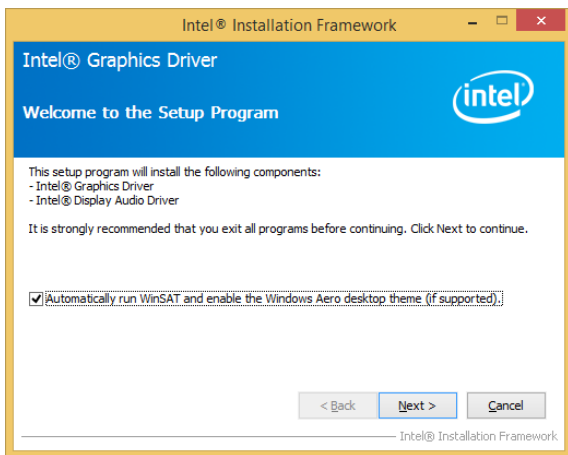 Intel® Installation Framework
Intel® Graphics Driver
Welcome to the Setup Program
intel®
This setup program will install the following components:
- Intel® Graphics Driver
- Intel® Display Audio Driver
It is strongly recommended that you exit all programs before continuing. Click Next to continue.
Automatically run WinSAT and enable the Windows Aero desktop theme (if supported).
< Back
Next >
Cancel
Intel® Installation Framework